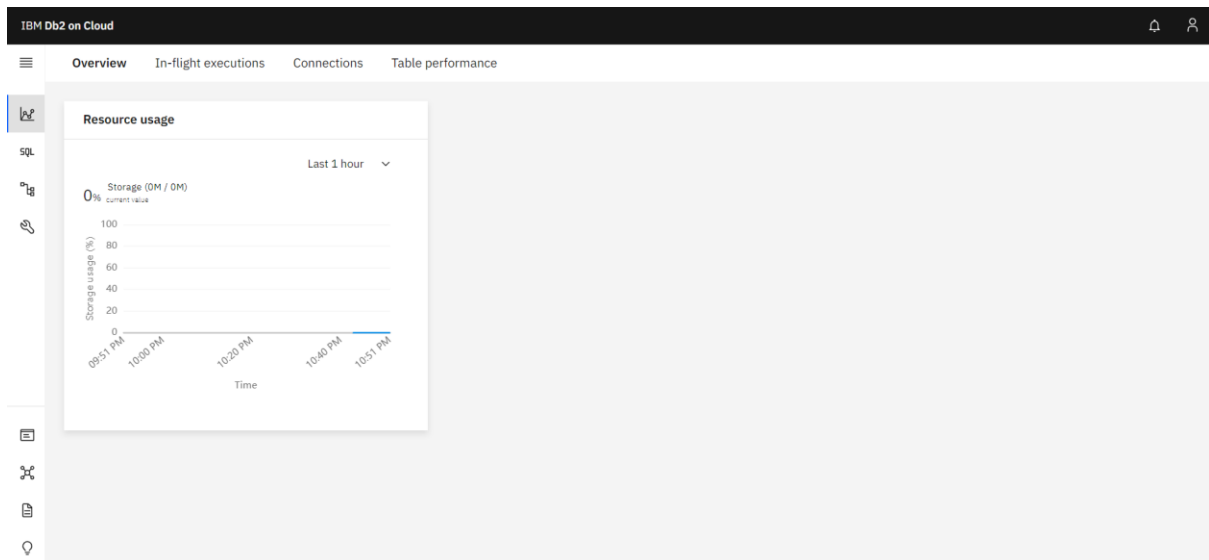 IBM Db2 on Cloud
Overview In-flight executions Connections Table performance
Resource usage
SQL
Last 1 hour
0% Storage (0M / 0M)
current value
100
80
60
40
20
0
Storage usage (%)
09:51 PM 10:00 PM 10:20 PM 10:40 PM 10:51 PM
Time